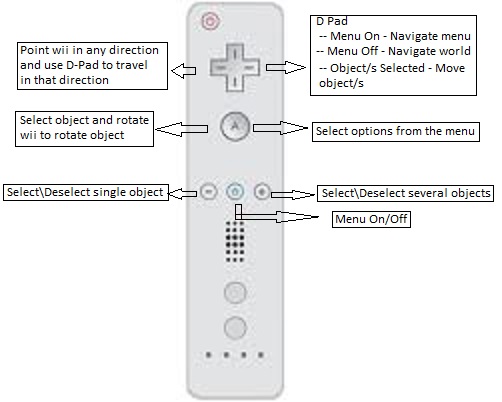 Point wii in any direction
and use D-Pad to travel
in that direction
D Pad
-- Menu On - Navigate menu
-- Menu Off - Navigate world
-- Object/s Selected - Move
object/s
Select object and rotate
wii to rotate object
A
Select options from the menu
Select\Deselect single object
Select\Deselect several objects
Menu On/Off